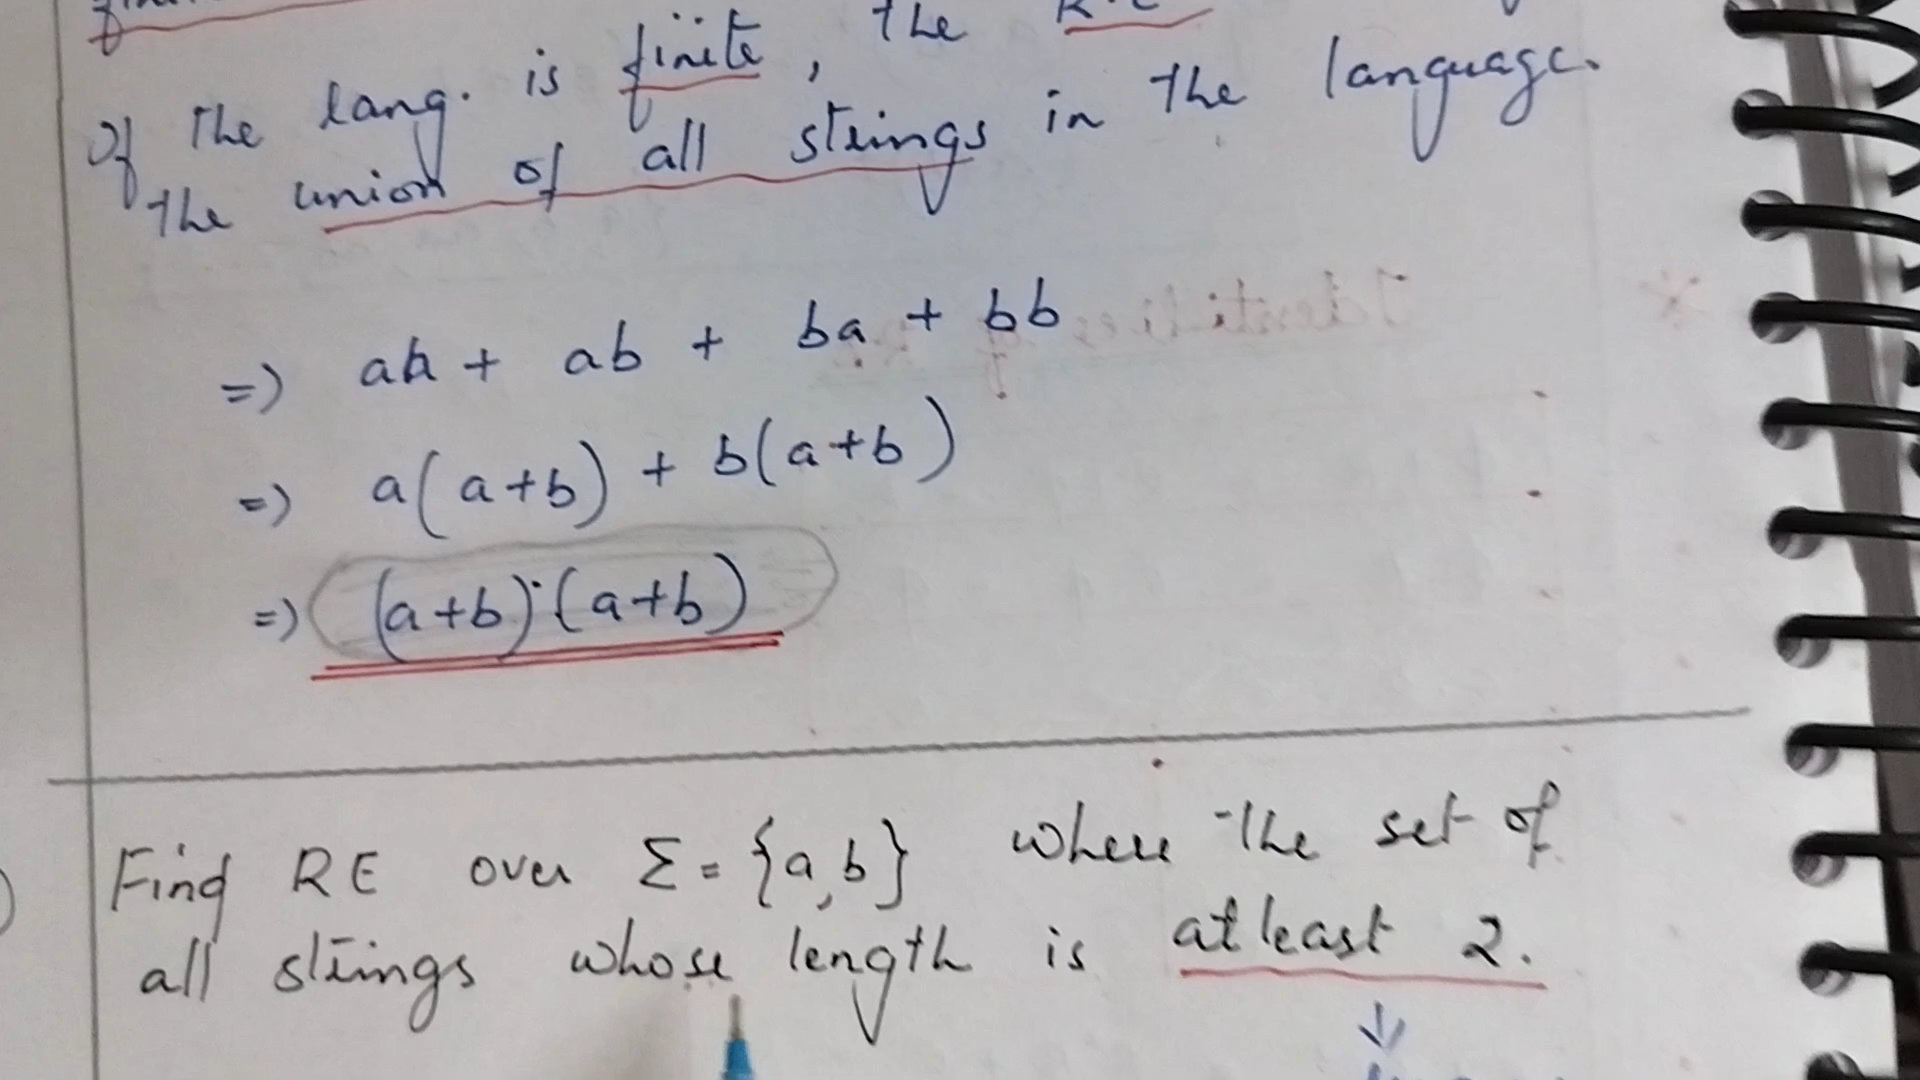 If the lang. is finite, the R.E
the union of all strings in the language.
=> aa + ab + ba + bb
=> a(a+b) + b(a+b)
=> (a+b)·(a+b)
Find RE over Σ = {a,b} where the set of
all strings whose length is atleast 2.